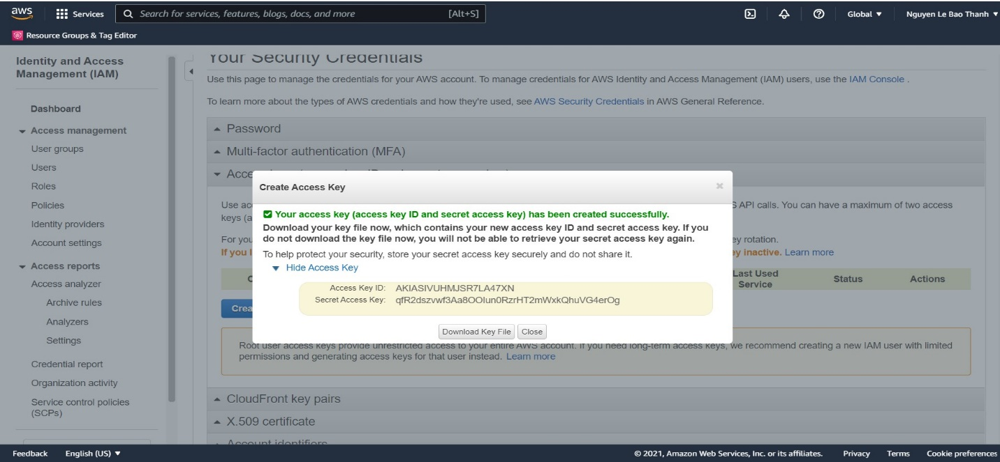 aws
Services
Search for services, features, blogs, docs, and more [Alt+S]
Global ▼
Nguyen Le Bao Thanh ▼
Resource Groups & Tag Editor
Identity and Access
Management (IAM)
Dashboard
Access management
User groups
Users
Roles
Policies
Identity providers
Account settings
Access reports
Access analyzer
Archive rules
Analyzers
Settings
Credential report
Organization activity
Service control policies
(SCPs)
Your Security Credentials
Use this page to manage the credentials for your AWS account. To manage credentials for AWS Identity and Access Management (IAM) users, use the IAM Console .
To learn more about the types of AWS credentials and how they're used, see AWS Security Credentials in AWS General Reference.
Password
Multi-factor authentication (MFA)
Create Access Key
Your access key (access key ID and secret access key) has been created successfully.
Download your key file now, which contains your new access key ID and secret access key. If you
do not download the key file now, you will not be able to retrieve your secret access key again.
To help protect your security, store your secret access key securely and do not share it.
Hide Access Key
Access Key ID: AKIASIVUHMJSR7LA47XN
Secret Access Key:
Download Key File
Close
Use
API calls. You can have a maximum of two access
keys
For
rotation.
If you
inactive. Learn more
Last Used
Service
Status
Actions
Root user access keys provide unrestricted access to your entire AWS account. If you need long-term access keys, we recommend creating a new IAM user with limited
permissions and generating access keys for that user instead. Learn more
CloudFront key pairs
X.509 certificate
Account identifiers
Feedback
English (US) ▼
© 2021, Amazon Web Services, Inc. or its affiliates.
Privacy
Terms
Cookie preferences